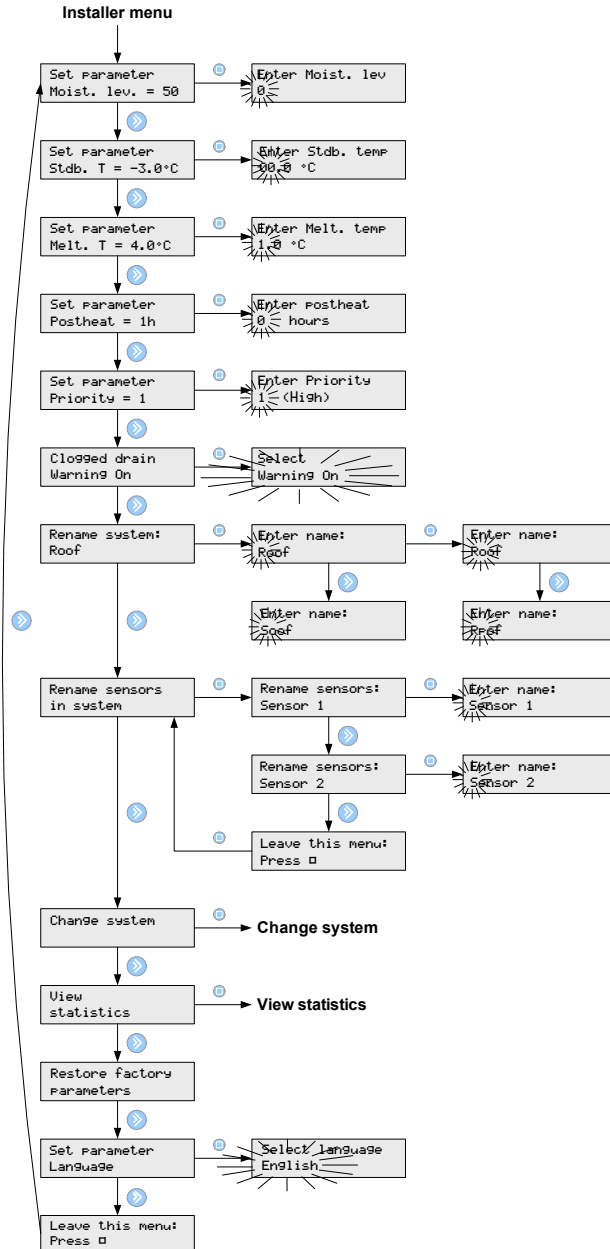 Installer menu
Set parameter
Moist. lev. = 50
Enter Moist. lev
0
Set parameter
Stdb. T = -3.0°C
Enter Stdb. temp
00.0 °C
Set parameter
Melt. T = 4.0°C
Enter Melt. temp
1.0 °C
Set parameter
Postheat = 1h
Enter postheat
0 hours
Set parameter
Priority = 1
Enter Priority
1 (High)
Clogged drain
Warning On
Select
Warning On
Rename system:
Roof
Enter name:
Roof
Enter name:
Roof
Enter name:
Soof
Enter name:
Rpof
Rename sensors
in system
Rename sensors:
Sensor 1
Enter name:
Sensor 1
Rename sensors:
Sensor 2
Enter name:
Sensor 2
Leave this menu:
Press □
Change system
Change system
View
statistics
View statistics
Restore factory
parameters
Set parameter
Language
Select language
English
Leave this menu:
Press □